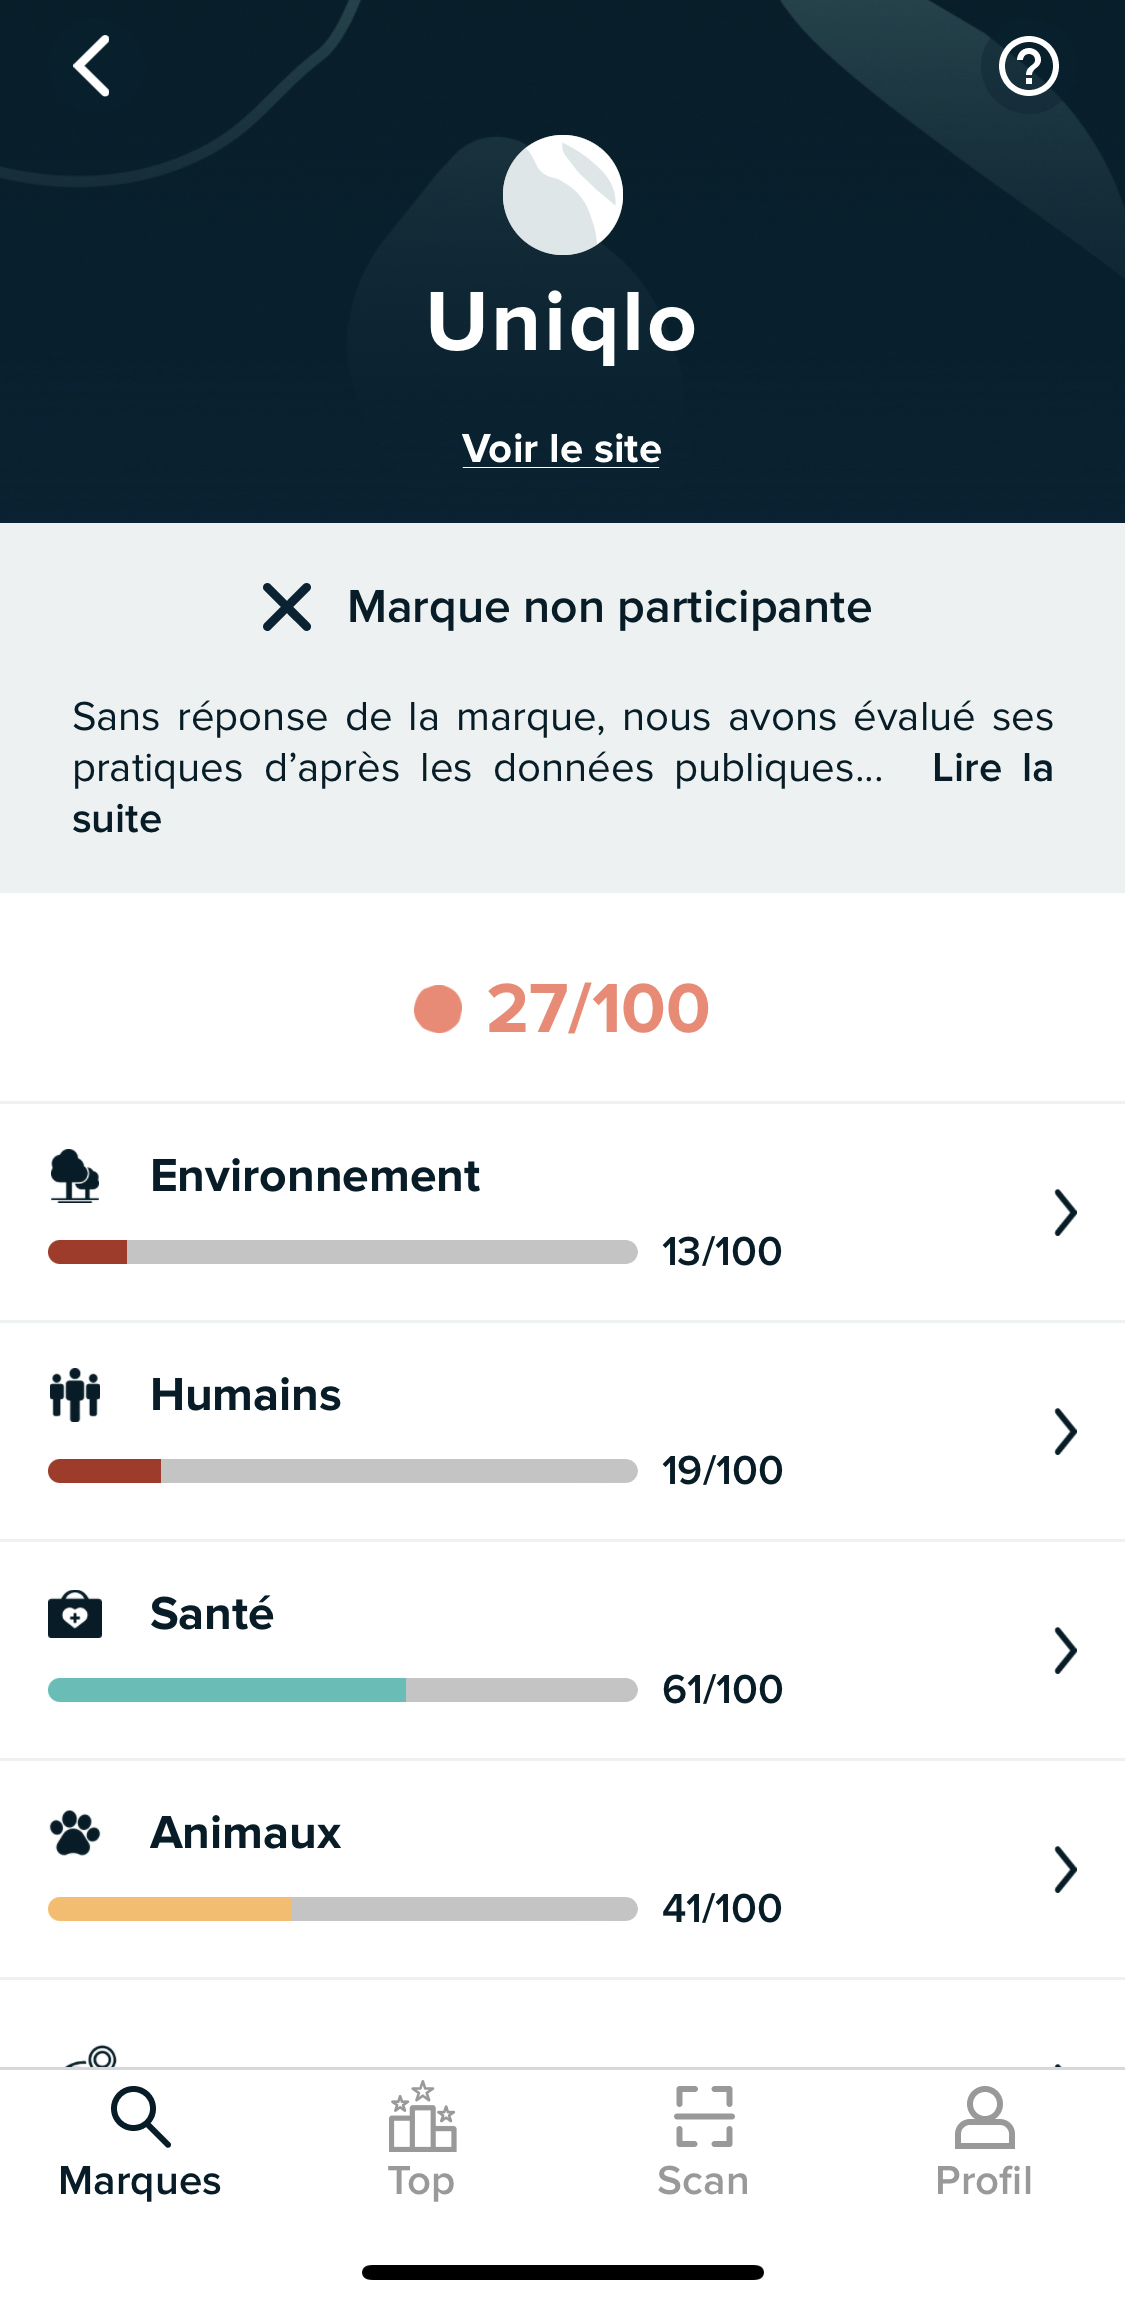 Uniqlo
Voir le site
Marque non participante
Sans réponse de la marque, nous avons évalué ses
pratiques d’après les données publiques... Lire la
suite
27/100
Environnement
13/100
Humains
19/100
Santé
61/100
Animaux
41/100
Marques Top Scan Profil